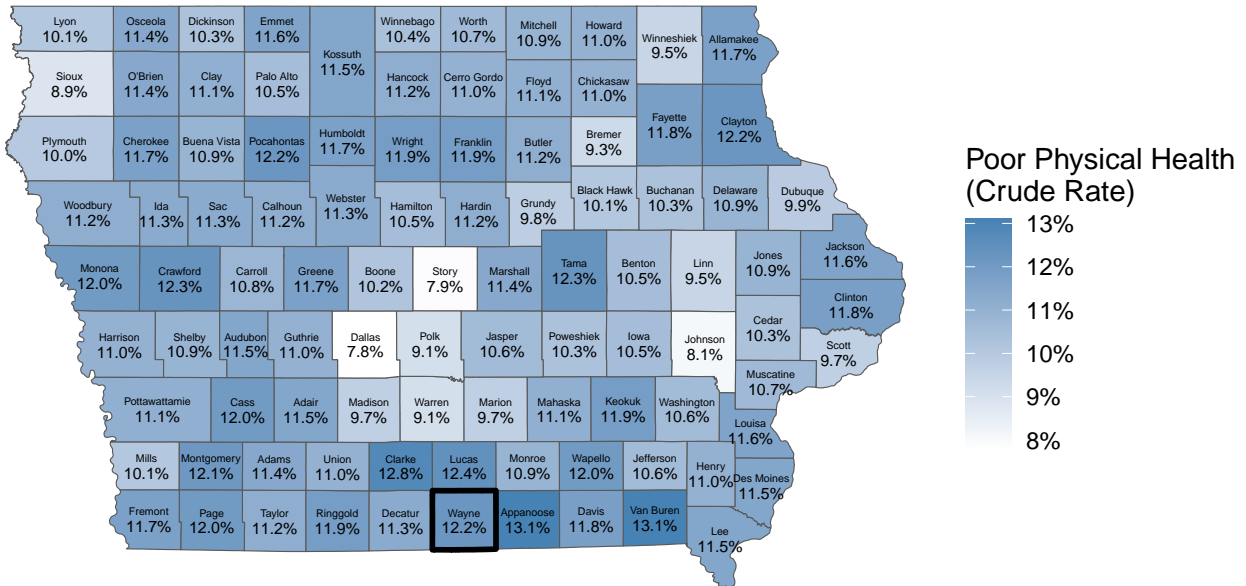 Lyon
10.1%
Osceola
11.4%
Dickinson
10.3%
Emmet
11.6%
Kossuth
11.5%
Winnebago
10.4%
Worth
10.7%
Mitchell
10.9%
Howard
11.0%
Winneshiek
9.5%
Allamakee
11.7%
Sioux
8.9%
O'Brien
11.4%
Clay
11.1%
Palo Alto
10.5%
Hancock
11.2%
Cerro Gordo
11.0%
Floyd
11.1%
Chickasaw
11.0%
Fayette
11.8%
Clayton
12.2%
Plymouth
10.0%
Cherokee
11.7%
Buena Vista
10.9%
Pocahontas
12.2%
Humboldt
11.7%
Wright
11.9%
Franklin
11.9%
Butler
11.2%
Bremer
9.3%
Woodbury
11.2%
Ida
11.3%
Sac
11.3%
Calhoun
11.2%
Webster
11.3%
Hamilton
10.5%
Hardin
11.2%
Grundy
9.8%
Black Hawk
10.1%
Buchanan
10.3%
Delaware
10.9%
Dubuque
9.9%
Monona
12.0%
Crawford
12.3%
Carroll
10.8%
Greene
11.7%
Boone
10.2%
Story
7.9%
Marshall
11.4%
Tama
12.3%
Benton
10.5%
Linn
9.5%
Jones
10.9%
Jackson
11.6%
Clinton
11.8%
Harrison
11.0%
Shelby
10.9%
Audubon
11.5%
Guthrie
11.0%
Dallas
7.8%
Polk
9.1%
Jasper
10.6%
Poweshiek
10.3%
Iowa
10.5%
Johnson
8.1%
Cedar
10.3%
Scott
9.7%
Muscatine
10.7%
Pottawattamie
11.1%
Cass
12.0%
Adair
11.5%
Madison
9.7%
Warren
9.1%
Marion
9.7%
Mahaska
11.1%
Keokuk
11.9%
Washington
10.6%
Louisa
11.6%
Mills
10.1%
Montgomery
12.1%
Adams
11.4%
Union
11.0%
Clarke
12.8%
Lucas
12.4%
Monroe
10.9%
Wapello
12.0%
Jefferson
10.6%
Henry
11.0%
Des Moines
11.5%
Fremont
11.7%
Page
12.0%
Taylor
11.2%
Ringgold
11.9%
Decatur
11.3%
Wayne
12.2%
Appanoose
13.1%
Davis
11.8%
Van Buren
13.1%
Lee
11.5%
Poor Physical Health
(Crude Rate)
13%
12%
11%
10%
9%
8%